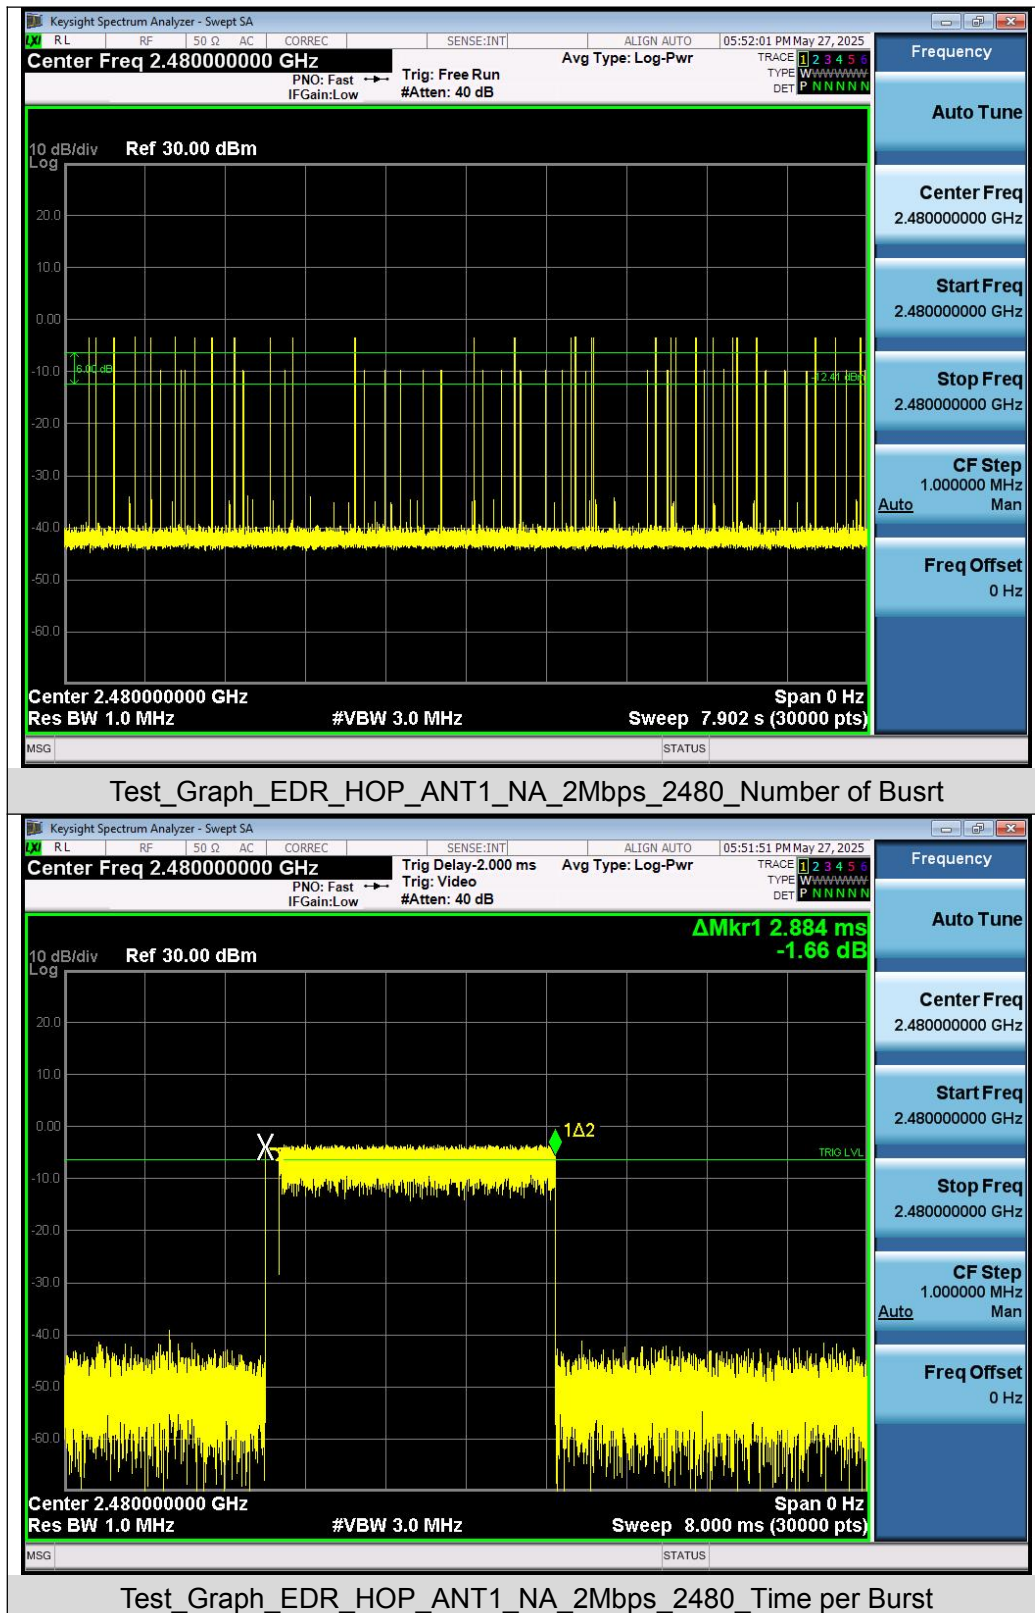 Keysight Spectrum Analyzer - Swept SA
LXI RL RF 50 Ω AC CORREC SENSE:INT ALIGN AUTO 05:52:01 PM May 27, 2025
Center Freq 2.480000000 GHz
PNO: Fast
IFGain:Low
Trig: Free Run
#Atten: 40 dB
Avg Type: Log-Pwr
TRACE 1 2 3 4 5 6
TYPE WWWWWWW
DET P N N N N N
Frequency
Auto Tune
Center Freq
2.480000000 GHz
Start Freq
2.480000000 GHz
Stop Freq
2.480000000 GHz
CF Step
1.000000 MHz
Auto Man
Freq Offset
0 Hz
10 dB/div Ref 30.00 dBm
Log
20.0
10.0
0.00
-10.0
-20.0
-30.0
-40.0
-50.0
-60.0
6.00 dB
-12.41 dBm
Center 2.480000000 GHz Span 0 Hz
Res BW 1.0 MHz #VBW 3.0 MHz Sweep 7.902 s (30000 pts)
MSG STATUS
Test_Graph_EDR_HOP_ANT1_NA_2Mbps_2480_Number of Busrt
Keysight Spectrum Analyzer - Swept SA
LXI RL RF 50 Ω AC CORREC SENSE:INT ALIGN AUTO 05:51:51 PM May 27, 2025
Center Freq 2.480000000 GHz
PNO: Fast
IFGain:Low
Trig Delay-2.000 ms
Trig: Video
#Atten: 40 dB
Avg Type: Log-Pwr
TRACE 1 2 3 4 5 6
TYPE WWWWWWW
DET P N N N N N
Frequency
Auto Tune
Center Freq
2.480000000 GHz
Start Freq
2.480000000 GHz
Stop Freq
2.480000000 GHz
CF Step
1.000000 MHz
Auto Man
Freq Offset
0 Hz
ΔMkr1 2.884 ms
-1.66 dB
10 dB/div Ref 30.00 dBm
Log
20.0
10.0
0.00
-10.0
-20.0
-30.0
-40.0
-50.0
-60.0
1Δ2
TRIG LVL
Center 2.480000000 GHz Span 0 Hz
Res BW 1.0 MHz #VBW 3.0 MHz Sweep 8.000 ms (30000 pts)
MSG STATUS
Test_Graph_EDR_HOP_ANT1_NA_2Mbps_2480_Time per Burst